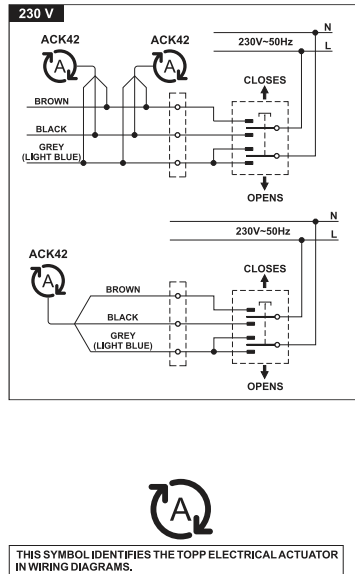 230 V
ACK42
ACK42
N
230V~50Hz
L
A
A
CLOSES
BROWN
BLACK
GREY
(LIGHT BLUE)
OPENS
N
230V~50Hz
L
ACK42
CLOSES
A
BROWN
BLACK
GREY
(LIGHT BLUE)
OPENS
A
THIS SYMBOL IDENTIFIES THE TOPP ELECTRICAL ACTUATOR
IN WIRING DIAGRAMS.